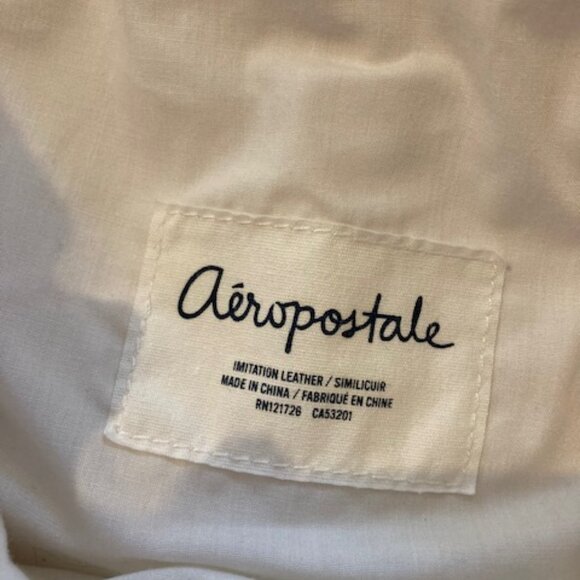 aéropostale
IMITATION LEATHER / SIMILICUIR
MADE IN CHINA / FABRIQUÉ EN CHINE
RN121726 CA53201